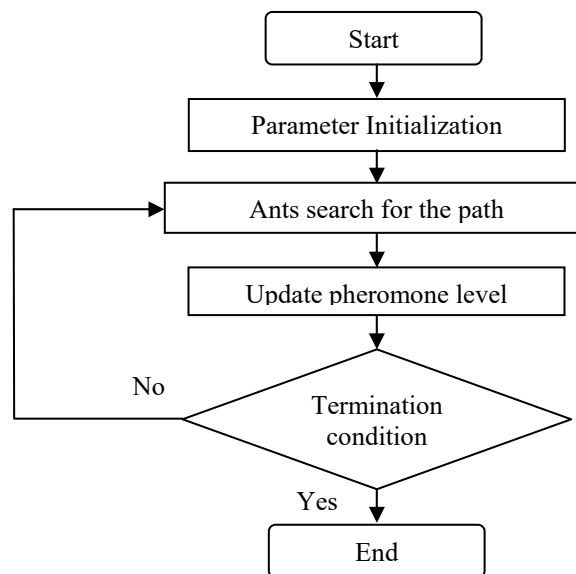 Start
Parameter Initialization
Ants search for the path
Update pheromone level
No
Termination
condition
Yes
End